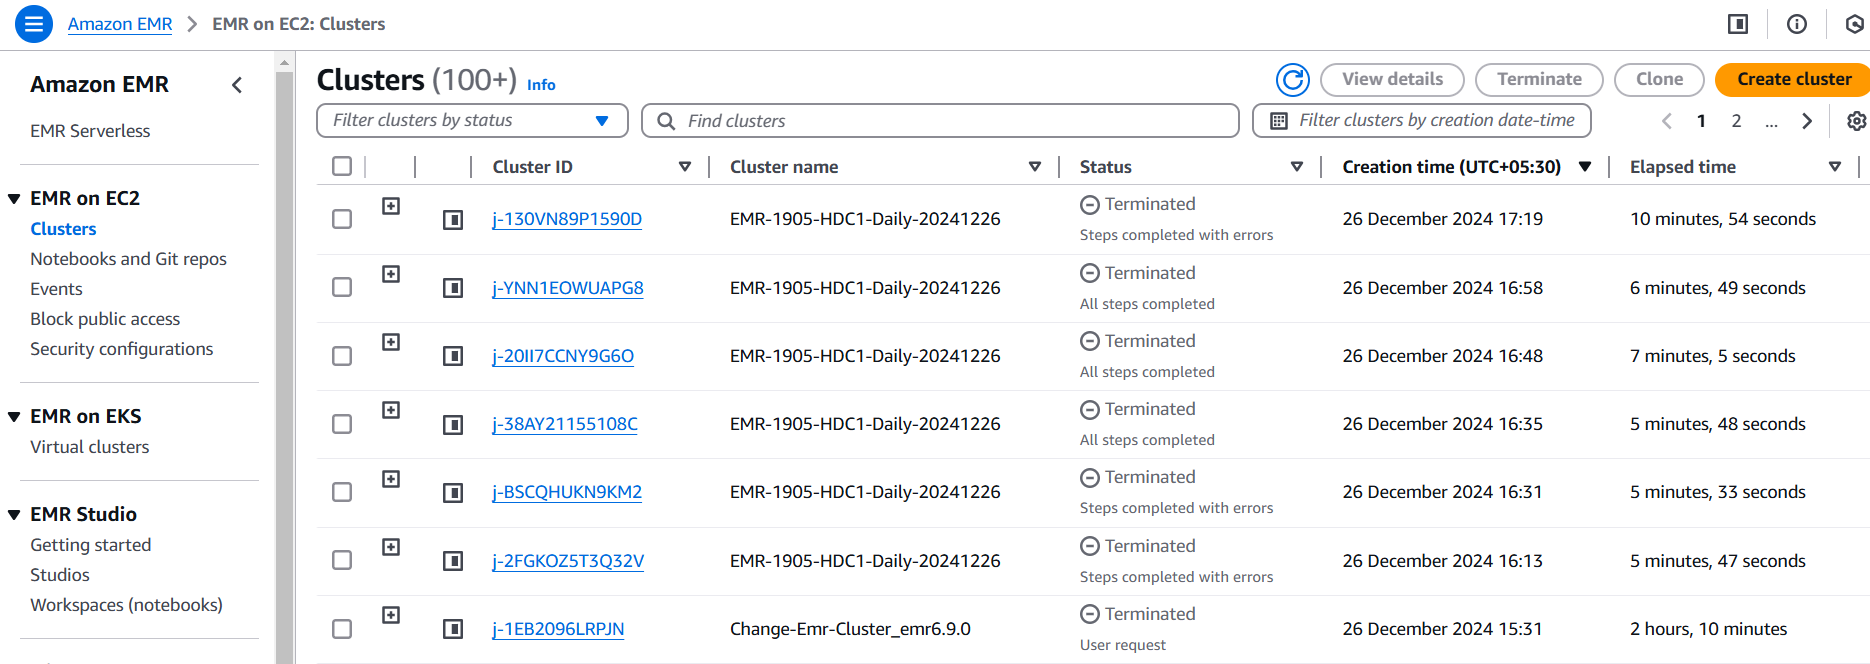 Amazon EMR > EMR on EC2: Clusters
Amazon EMR
EMR Serverless
EMR on EC2
Clusters
Notebooks and Git repos
Events
Block public access
Security configurations
EMR on EKS
Virtual clusters
EMR Studio
Getting started
Studios
Workspaces (notebooks)
Clusters (100+) Info
View details Terminate Clone Create cluster
Filter clusters by status Find clusters Filter clusters by creation date-time 1 2 ...
Cluster ID Cluster name Status Creation time (UTC+05:30) Elapsed time
j-130VN89P1590D EMR-1905-HDC1-Daily-20241226 Terminated 26 December 2024 17:19 10 minutes, 54 seconds
Steps completed with errors
j-YNN1EOWUAPG8 EMR-1905-HDC1-Daily-20241226 Terminated 26 December 2024 16:58 6 minutes, 49 seconds
All steps completed
j-20II7CCNY9G6O EMR-1905-HDC1-Daily-20241226 Terminated 26 December 2024 16:48 7 minutes, 5 seconds
All steps completed
j-38AY21155108C EMR-1905-HDC1-Daily-20241226 Terminated 26 December 2024 16:35 5 minutes, 48 seconds
All steps completed
j-BSCQHUKN9KM2 EMR-1905-HDC1-Daily-20241226 Terminated 26 December 2024 16:31 5 minutes, 33 seconds
Steps completed with errors
j-2FGKOZ5T3Q32V EMR-1905-HDC1-Daily-20241226 Terminated 26 December 2024 16:13 5 minutes, 47 seconds
Steps completed with errors
j-1EB2096LRPJN Change-Emr-Cluster_emr6.9.0 Terminated 26 December 2024 15:31 2 hours, 10 minutes
User request